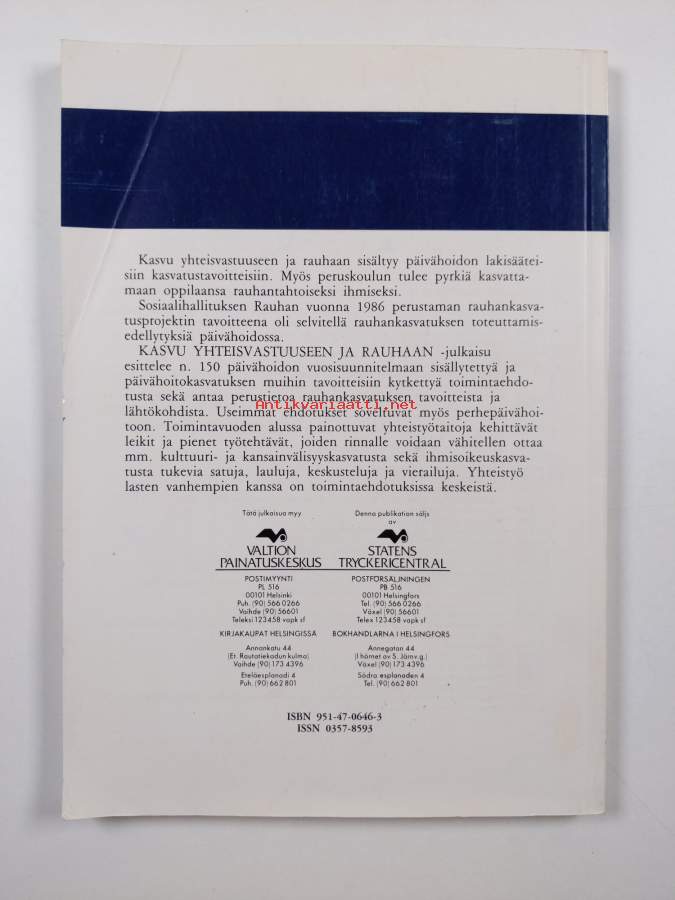 Kasvu yhteisvastuuseen ja rauhaan sisältyy päivähoidon lakisäätei-
siin kasvatustavoitteisiin. Myös peruskoulun tulee pyrkiä kasvatta-
maan oppilaansa rauhantahtoiseksi ihmiseksi.
Sosiaalihallituksen Rauhan vuonna 1986 perustaman rauhankasva-
tusprojektin tavoitteena oli selvitellä rauhankasvatuksen toteuttamis-
edellytyksiä päivähoidossa.
KASVU YHTEISVASTUUSEEN JA RAUHAAN -julkaisu
esittelee n. 150 päivähoidon vuosisuunnitelmaan sisällytettyä ja
päivähoitokasvatuksen muihin tavoitteisiin kytkettyä toimintaehdo-
tusta sekä antaa perustietoa rauhankasvatuksen tavoitteista ja
Antikvariaatti.net
lähtökohdista. Useimmat ehdotukset soveltuvat myös perhepäivähoi-
toon. Toimintavuoden alussa painottuvat yhteistyötaitoja kehittävät
leikit ja pienet työtehtävät, joiden rinnalle voidaan vähitellen ottaa
mm. kulttuuri- ja kansainvälisyyskasvatusta sekä ihmisoikeuskasva-
tusta tukevia satuja, lauluja, keskusteluja ja vierailuja. Yhteistyö
lasten vanhempien kanssa on toimintaehdotuksissa keskeistä.
Tätä julkaisua myy
VALTION
PAINATUSKESKUS
POSTIMYYNTI
PL 516
00101 Helsinki
Puh. (90) 566 0266
Vaihde (90) 56601
Teleksi 123458 vapk sf
KIRJAKAUPAT HELSINGISSÄ
Annankatu 44
(Et. Rautatiekadun kulma)
Vaihde (90) 173 4396
Eteläesplanadi 4
Puh. (90) 662 801
Denna publikation säljs
av
STATENS
TRYCKERICENTRAL
POSTFÖRSÄLJNINGEN
PB 516
00101 Helsingfors
Tel. (90) 566 0266
Växel (90) 56601
Telex 123458 vapk sf
BOKHANDLARNA I HELSINGFORS
Annegatan 44
(I hörnet av S. Järnv.g.)
Växel (90) 173 4396
Södra esplanaden 4
Tel. (90) 662 801
ISBN 951-47-0646-3
ISSN 0357-8593